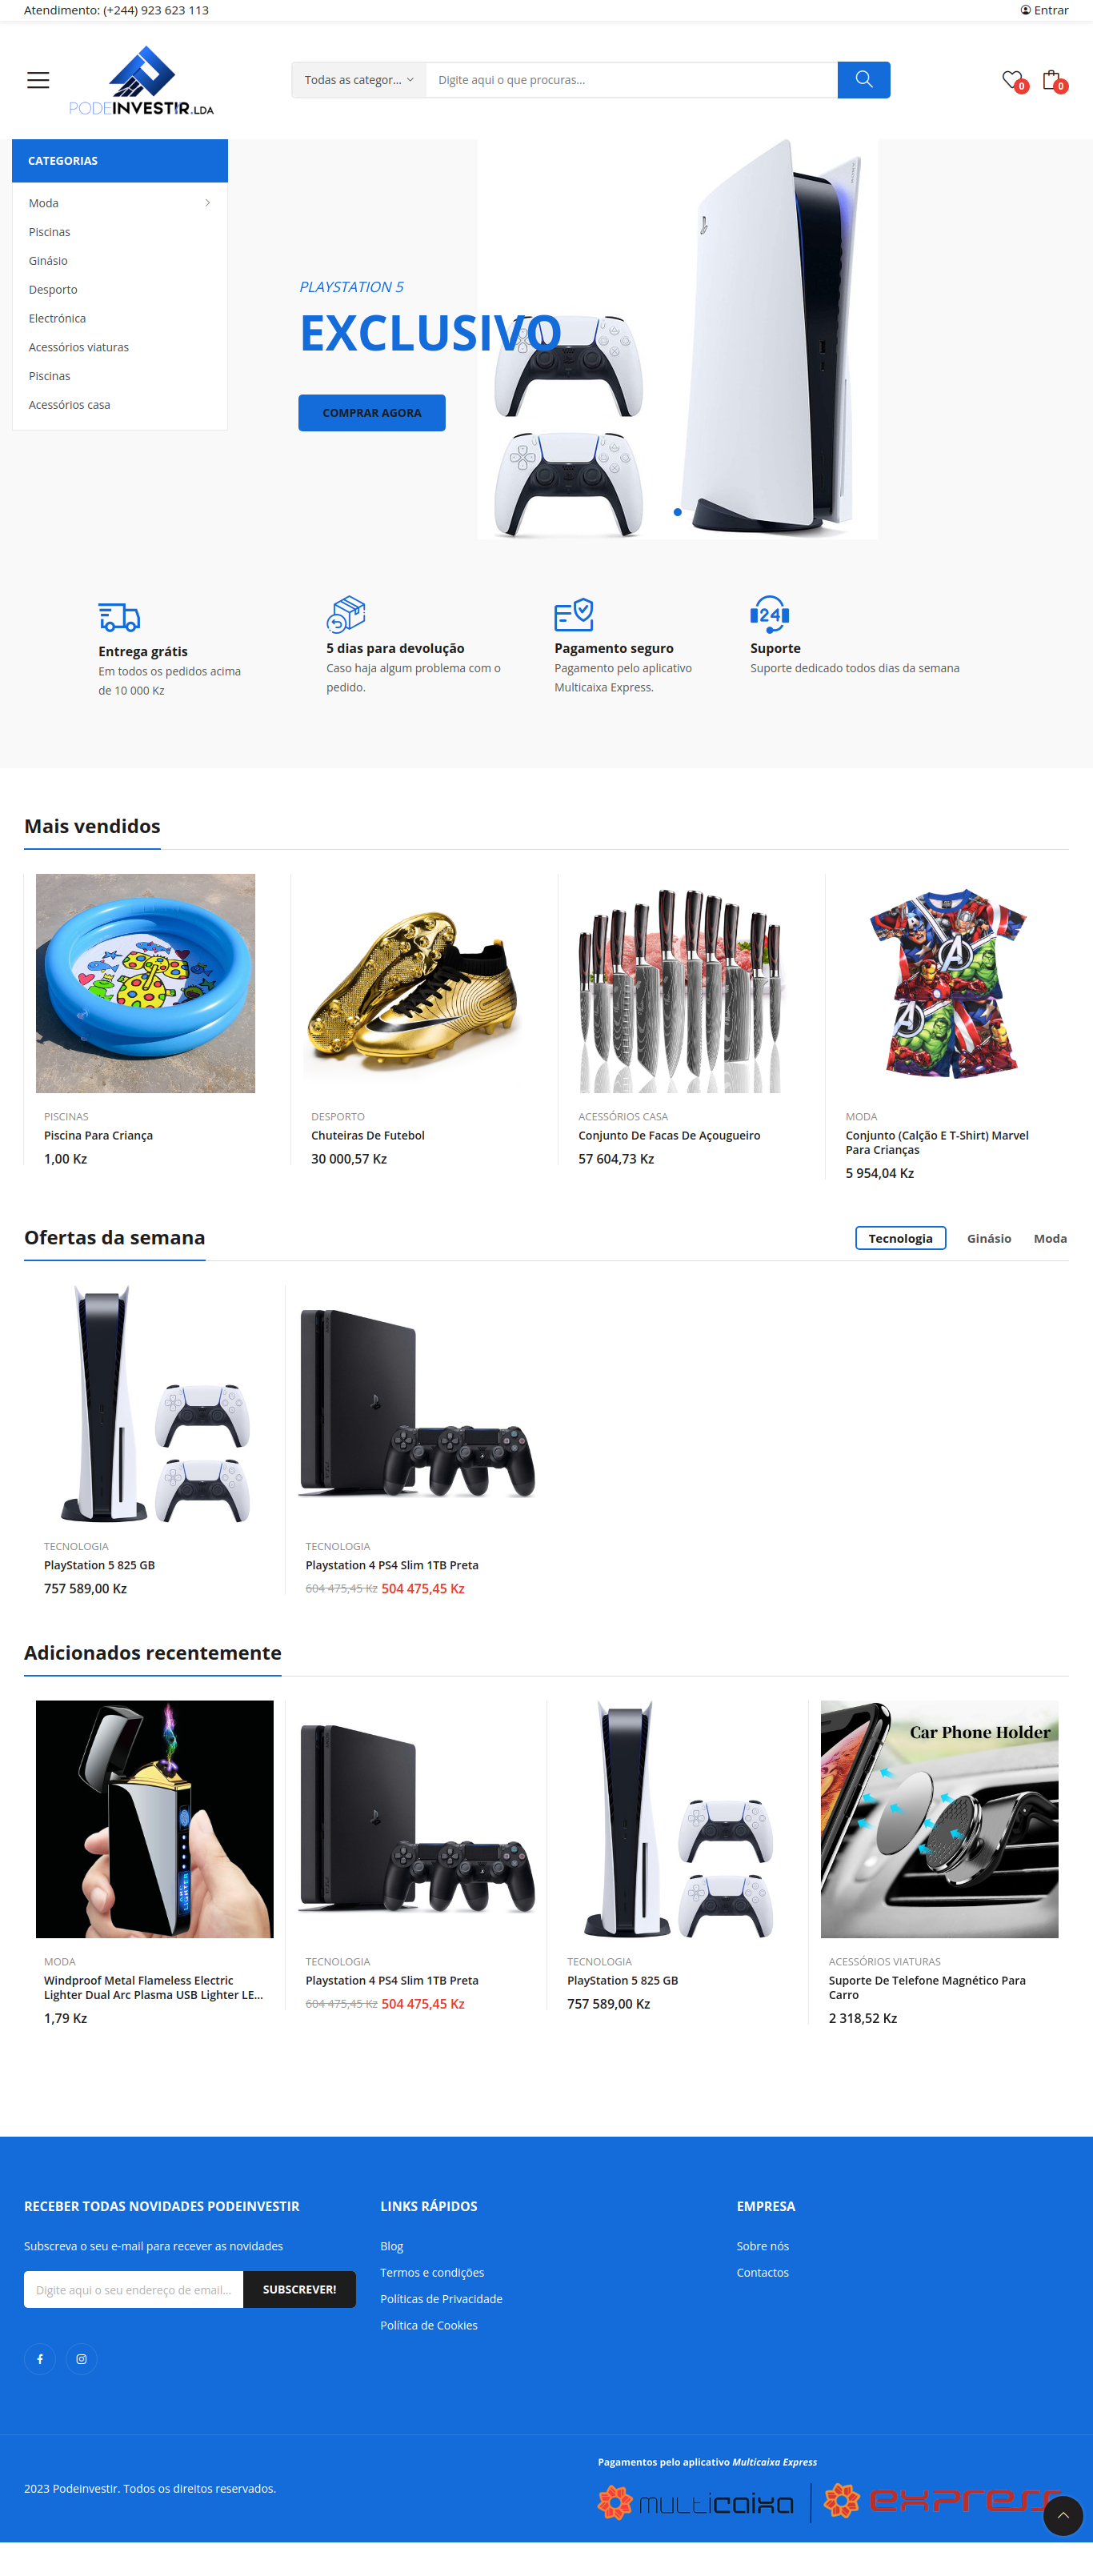 Atendimento: (+244) 923 623 113
Entrar
PODEINVESTIR.LDA
Todas as categor...
Digite aqui o que procuras...
0
0
CATEGORIAS
Moda
Piscinas
Ginásio
Desporto
Electrónica
Acessórios viaturas
Piscinas
Acessórios casa
PLAYSTATION 5
EXCLUSIVO
COMPRAR AGORA
Entrega grátis
Em todos os pedidos acima
de 10 000 Kz
5 dias para devolução
Caso haja algum problema com o
pedido.
Pagamento seguro
Pagamento pelo aplicativo
Multicaixa Express.
24
Suporte
Suporte dedicado todos dias da semana
Mais vendidos
PISCINAS
Piscina Para Criança
1,00 Kz
DESPORTO
Chuteiras De Futebol
30 000,57 Kz
ACESSÓRIOS CASA
Conjunto De Facas De Açougueiro
57 604,73 Kz
MODA
Conjunto (Calção E T-Shirt) Marvel
Para Crianças
5 954,04 Kz
Ofertas da semana
Tecnologia
Ginásio
Moda
TECNOLOGIA
PlayStation 5 825 GB
757 589,00 Kz
TECNOLOGIA
Playstation 4 PS4 Slim 1TB Preta
604 475,45 Kz 504 475,45 Kz
Adicionados recentemente
LIGHTER
Car Phone Holder
MODA
Windproof Metal Flameless Electric
Lighter Dual Arc Plasma USB Lighter LE...
1,79 Kz
TECNOLOGIA
Playstation 4 PS4 Slim 1TB Preta
604 475,45 Kz 504 475,45 Kz
TECNOLOGIA
PlayStation 5 825 GB
757 589,00 Kz
ACESSÓRIOS VIATURAS
Suporte De Telefone Magnético Para
Carro
2 318,52 Kz
RECEBER TODAS NOVIDADES PODEINVESTIR
Subscreva o seu e-mail para recever as novidades
Digite aqui o seu endereço de email...
SUBSCREVER!
LINKS RÁPIDOS
Blog
Termos e condições
Políticas de Privacidade
Política de Cookies
EMPRESA
Sobre nós
Contactos
2023 Podeinvestir. Todos os direitos reservados.
Pagamentos pelo aplicativo Multicaixa Express
multicaixa
express